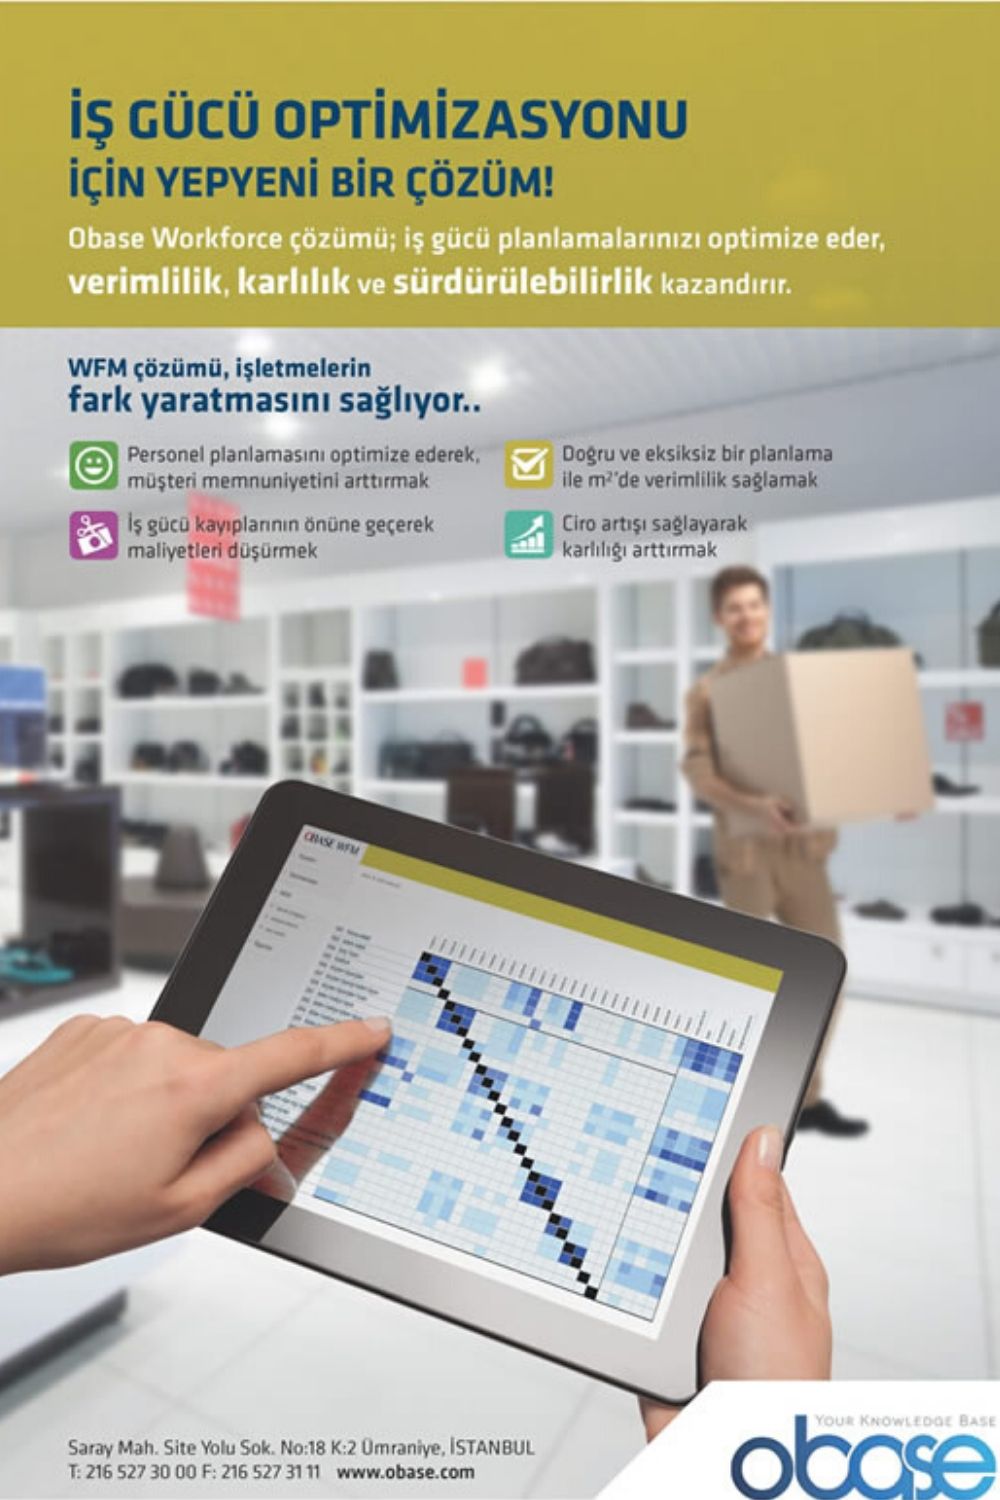 İŞ GÜCÜ OPTİMİZASYONU
İÇİN YEPYENİ BİR ÇÖZÜM!
Obase Workforce çözümü; iş gücü planlamalarınızı optimize eder,
verimlilik, karlılık ve sürdürülebilirlik kazandırır.
WFM çözümü, işletmelerin
fark yaratmasını sağlıyor..
Personel planlamasını optimize ederek,
müşteri memnuniyetini arttırmak
Doğru ve eksiksiz bir planlama
ile m²'de verimlilik sağlamak
İş gücü kayıplarının önüne geçerek
maliyetleri düşürmek
Ciro artışı sağlayarak
karlılığı arttırmak
OBASE WFM
Saray Mah. Site Yolu Sok. No:18 K:2 Ümraniye, İSTANBUL
T: 216 527 30 00 F: 216 527 31 11 www.obase.com
YOUR KNOWLEDGE BASE
obase